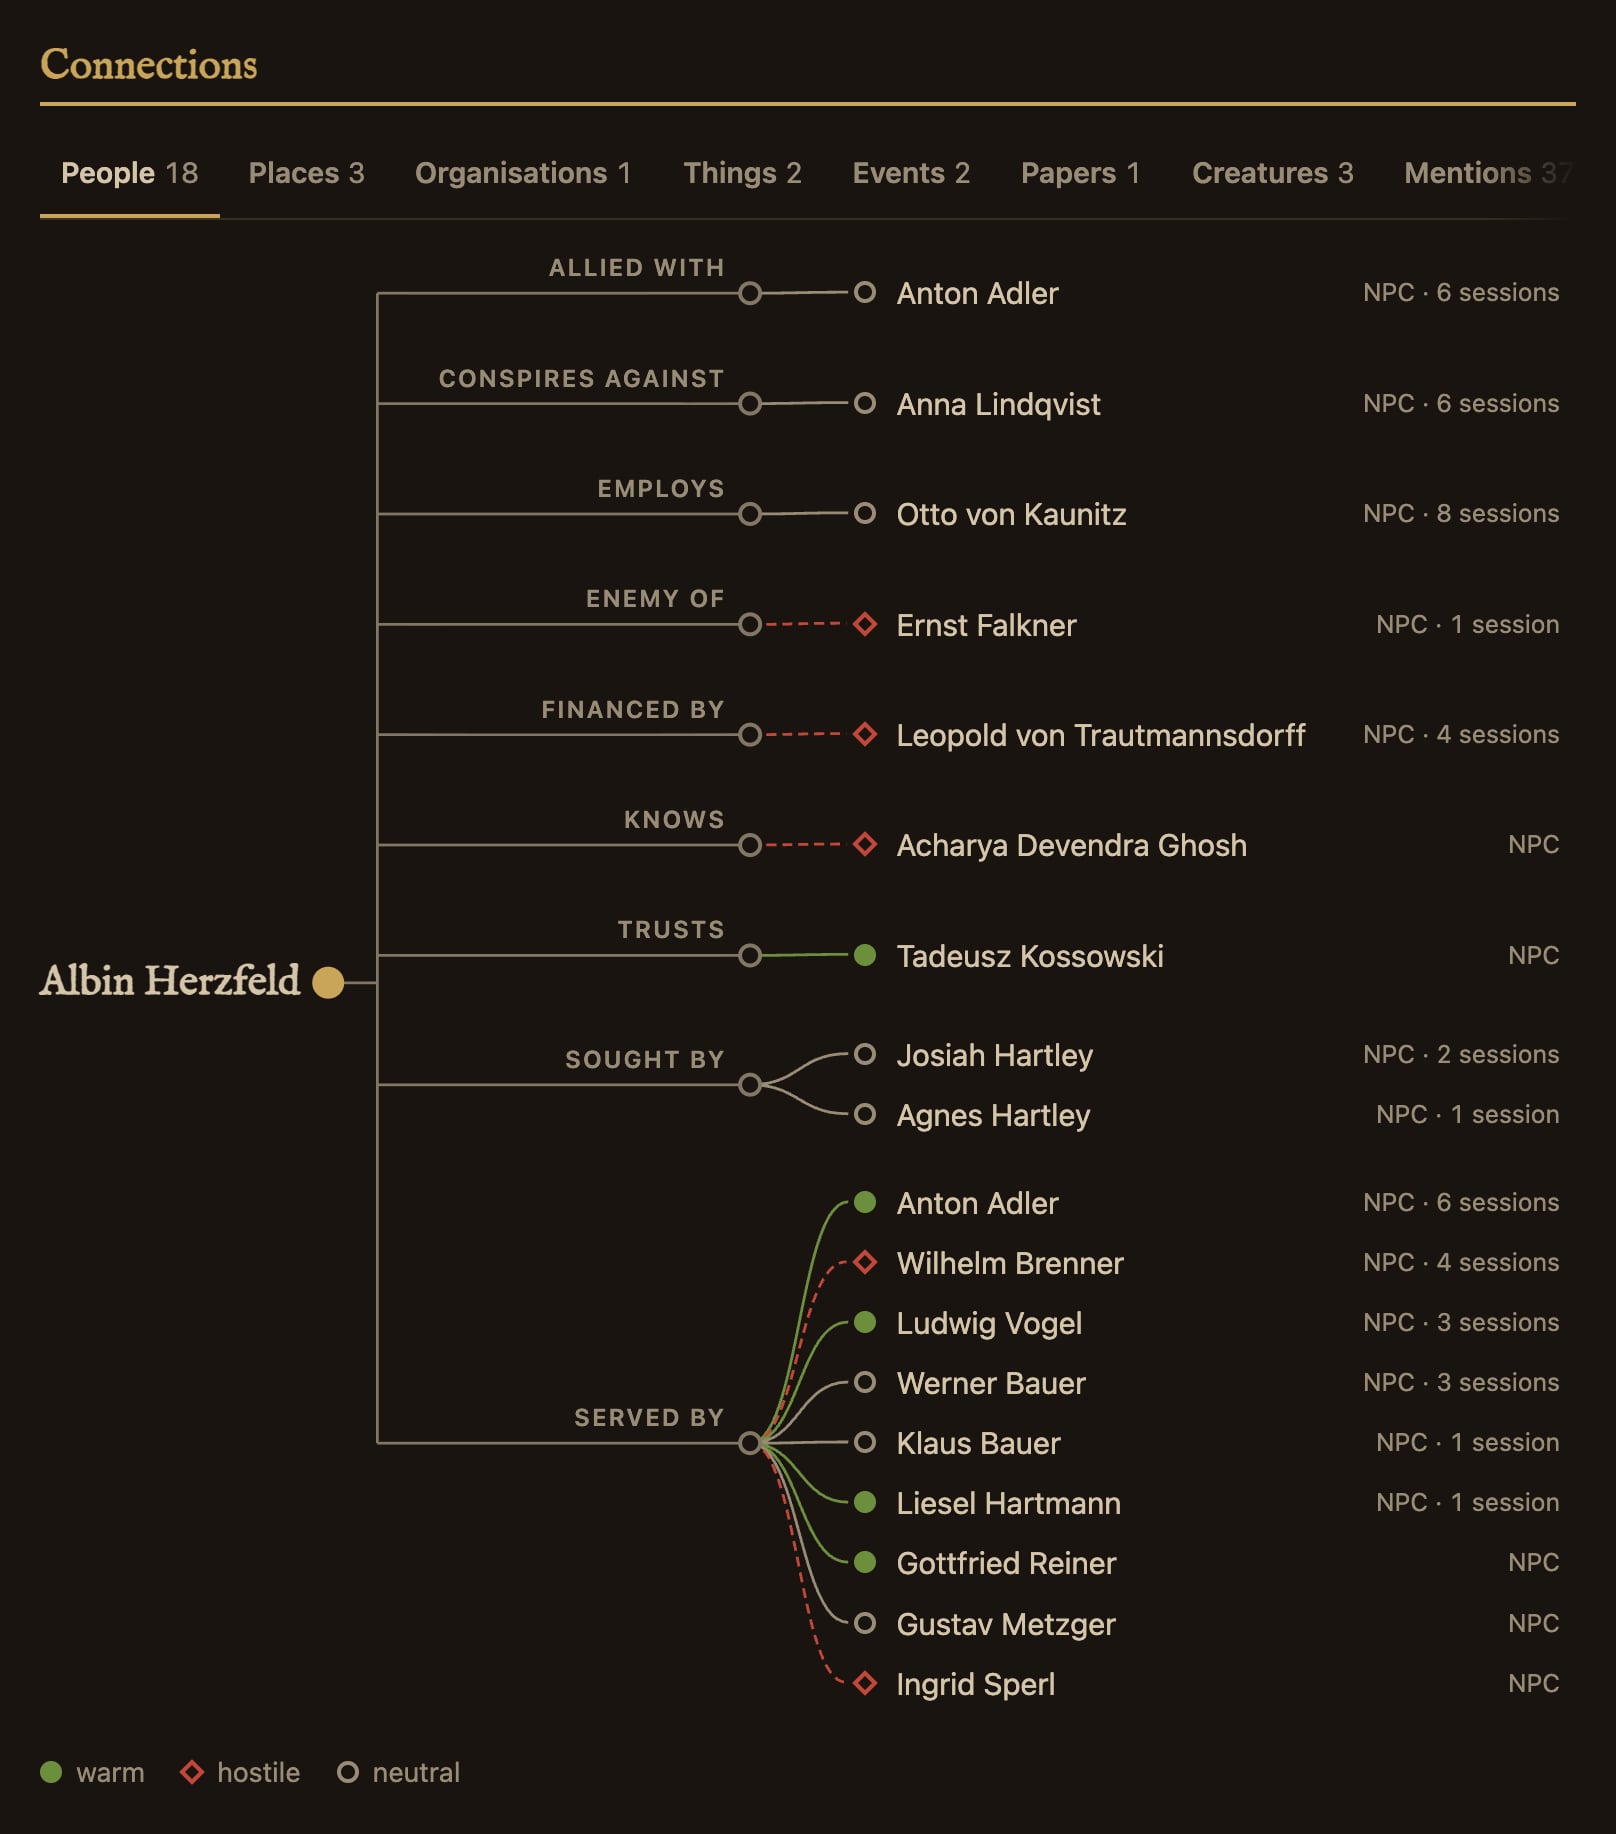 Connections
People 18 Places 3 Organisations 1 Things 2 Events 2 Papers 1 Creatures 3 Mentions 37
ALLIED WITH
Anton Adler NPC · 6 sessions
CONSPIRES AGAINST
Anna Lindqvist NPC · 6 sessions
EMPLOYS
Otto von Kaunitz NPC · 8 sessions
ENEMY OF
Ernst Falkner NPC · 1 session
FINANCED BY
Leopold von Trautmannsdorff NPC · 4 sessions
KNOWS
Acharya Devendra Ghosh NPC
TRUSTS
Tadeusz Kossowski NPC
Albin Herzfeld
SOUGHT BY
Josiah Hartley NPC · 2 sessions
Agnes Hartley NPC · 1 session
SERVED BY
Anton Adler NPC · 6 sessions
Wilhelm Brenner NPC · 4 sessions
Ludwig Vogel NPC · 3 sessions
Werner Bauer NPC · 3 sessions
Klaus Bauer NPC · 1 session
Liesel Hartmann NPC · 1 session
Gottfried Reiner NPC
Gustav Metzger NPC
Ingrid Sperl NPC
warm hostile neutral